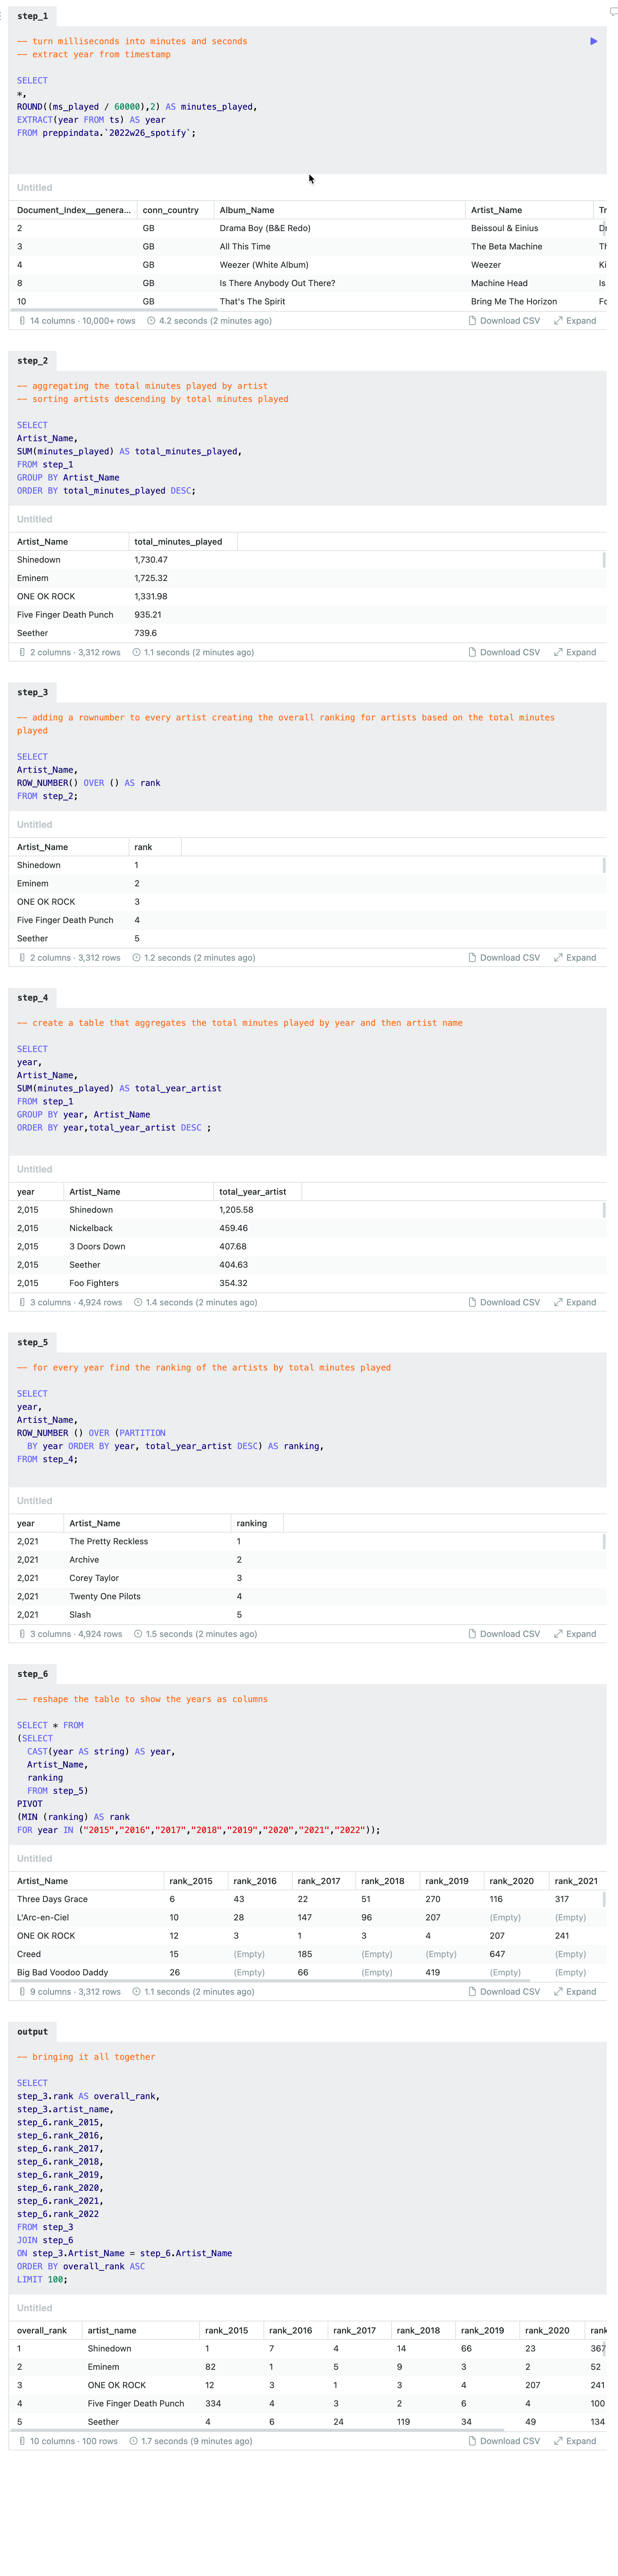 step_1
-- turn milliseconds into minutes and seconds
-- extract year from timestamp
SELECT
*,
ROUND((ms_played / 60000),2) AS minutes_played,
EXTRACT(year FROM ts) AS year
FROM preppindata.`2022w26_spotify`;
Untitled
Document_Index__genera... conn_country Album_Name Artist_Name Tr
2 GB Drama Boy (B&E Redo) Beissoul & Einius Dr
3 GB All This Time The Beta Machine Th
4 GB Weezer (White Album) Weezer Ki
8 GB Is There Anybody Out There? Machine Head Is
10 GB That's The Spirit Bring Me The Horizon Fo
14 columns · 10,000+ rows 4.2 seconds (2 minutes ago) Download CSV Expand
step_2
-- aggregating the total minutes played by artist
-- sorting artists descending by total minutes played
SELECT
Artist_Name,
SUM(minutes_played) AS total_minutes_played,
FROM step_1
GROUP BY Artist_Name
ORDER BY total_minutes_played DESC;
Untitled
Artist_Name total_minutes_played
Shinedown 1,730.47
Eminem 1,725.32
ONE OK ROCK 1,331.98
Five Finger Death Punch 935.21
Seether 739.6
2 columns · 3,312 rows 1.1 seconds (2 minutes ago) Download CSV Expand
step_3
-- adding a rownumber to every artist creating the overall ranking for artists based on the total minutes
played
SELECT
Artist_Name,
ROW_NUMBER() OVER () AS rank
FROM step_2;
Untitled
Artist_Name rank
Shinedown 1
Eminem 2
ONE OK ROCK 3
Five Finger Death Punch 4
Seether 5
2 columns · 3,312 rows 1.2 seconds (2 minutes ago) Download CSV Expand
step_4
-- create a table that aggregates the total minutes played by year and then artist name
SELECT
year,
Artist_Name,
SUM(minutes_played) AS total_year_artist
FROM step_1
GROUP BY year, Artist_Name
ORDER BY year,total_year_artist DESC ;
Untitled
year Artist_Name total_year_artist
2,015 Shinedown 1,205.58
2,015 Nickelback 459.46
2,015 3 Doors Down 407.68
2,015 Seether 404.63
2,015 Foo Fighters 354.32
3 columns · 4,924 rows 1.4 seconds (2 minutes ago) Download CSV Expand
step_5
-- for every year find the ranking of the artists by total minutes played
SELECT
year,
Artist_Name,
ROW_NUMBER () OVER (PARTITION
BY year ORDER BY year, total_year_artist DESC) AS ranking,
FROM step_4;
Untitled
year Artist_Name ranking
2,021 The Pretty Reckless 1
2,021 Archive 2
2,021 Corey Taylor 3
2,021 Twenty One Pilots 4
2,021 Slash 5
3 columns · 4,924 rows 1.5 seconds (2 minutes ago) Download CSV Expand
step_6
-- reshape the table to show the years as columns
SELECT * FROM
(SELECT
CAST(year AS string) AS year,
Artist_Name,
ranking
FROM step_5)
PIVOT
(MIN (ranking) AS rank
FOR year IN ("2015","2016","2017","2018","2019","2020","2021","2022"));
Untitled
Artist_Name rank_2015 rank_2016 rank_2017 rank_2018 rank_2019 rank_2020 rank_2021
Three Days Grace 6 43 22 51 270 116 317
L'Arc-en-Ciel 10 28 147 96 207 (Empty) (Empty)
ONE OK ROCK 12 3 1 3 4 207 241
Creed 15 (Empty) 185 (Empty) (Empty) 647 (Empty)
Big Bad Voodoo Daddy 26 (Empty) 66 (Empty) 419 (Empty) (Empty)
9 columns · 3,312 rows 1.1 seconds (2 minutes ago) Download CSV Expand
output
-- bringing it all together
SELECT
step_3.rank AS overall_rank,
step_3.artist_name,
step_6.rank_2015,
step_6.rank_2016,
step_6.rank_2017,
step_6.rank_2018,
step_6.rank_2019,
step_6.rank_2020,
step_6.rank_2021,
step_6.rank_2022
FROM step_3
JOIN step_6
ON step_3.Artist_Name = step_6.Artist_Name
ORDER BY overall_rank ASC
LIMIT 100;
Untitled
overall_rank artist_name rank_2015 rank_2016 rank_2017 rank_2018 rank_2019 rank_2020 rank
1 Shinedown 1 7 4 14 66 23 367
2 Eminem 82 1 5 9 3 2 52
3 ONE OK ROCK 12 3 1 3 4 207 241
4 Five Finger Death Punch 334 4 3 2 6 4 100
5 Seether 4 6 24 119 34 49 134
10 columns · 100 rows 1.7 seconds (9 minutes ago) Download CSV Expand